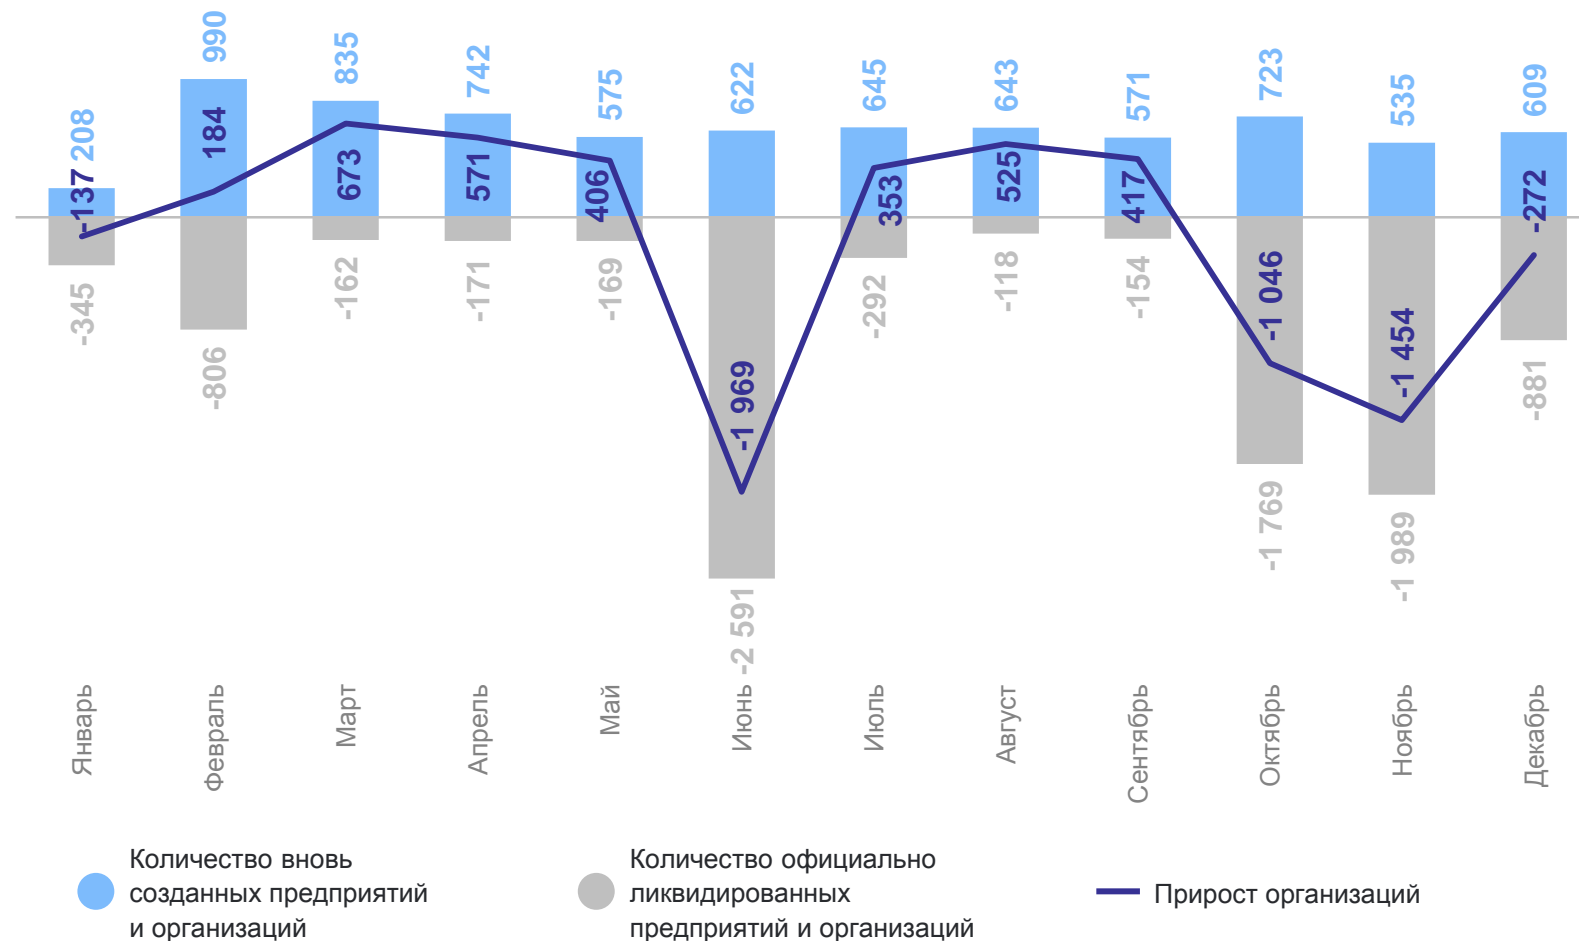 208
990
835
742
575
622
645
643
571
723
535
609
-137
184
673
571
406
-1 969
353
525
417
-1 046
-1 454
-272
-345
-806
-162
-171
-169
-2 591
-292
-118
-154
-1 769
-1 989
-881
Январь
Февраль
Март
Апрель
Май
Июнь
Июль
Август
Сентябрь
Октябрь
Ноябрь
Декабрь
Количество вновь
созданных предприятий
и организаций
Количество официально
ликвидированных
предприятий и организаций
Прирост организаций